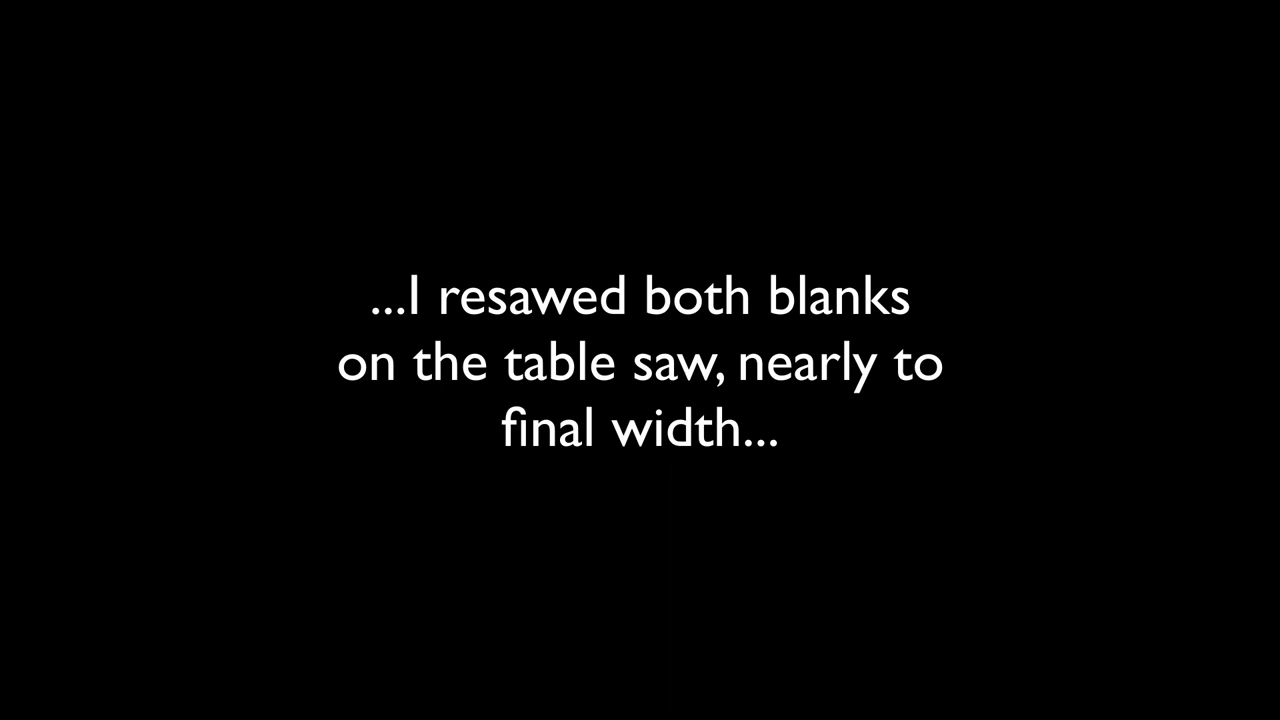 ...I resawed both blanks
on the table saw, nearly to
final width...